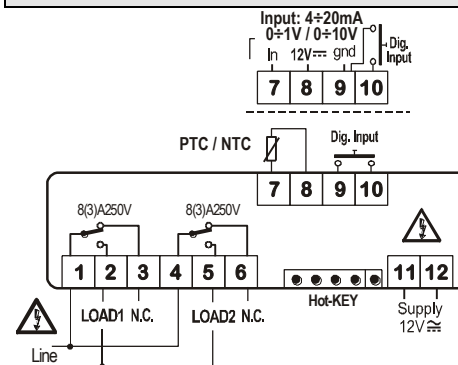 Input: 4÷20mA
0÷1V / 0÷10V
In 12V⎓ gnd
Dig.
Input
7 8 9 10
PTC / NTC
Dig. Input
7 8 9 10
8(3)A250V 8(3)A250V
1 2 3 4 5 6
11 12
LOAD1 N.C. LOAD2 N.C.
Hot-KEY
Supply
12V≂
Line